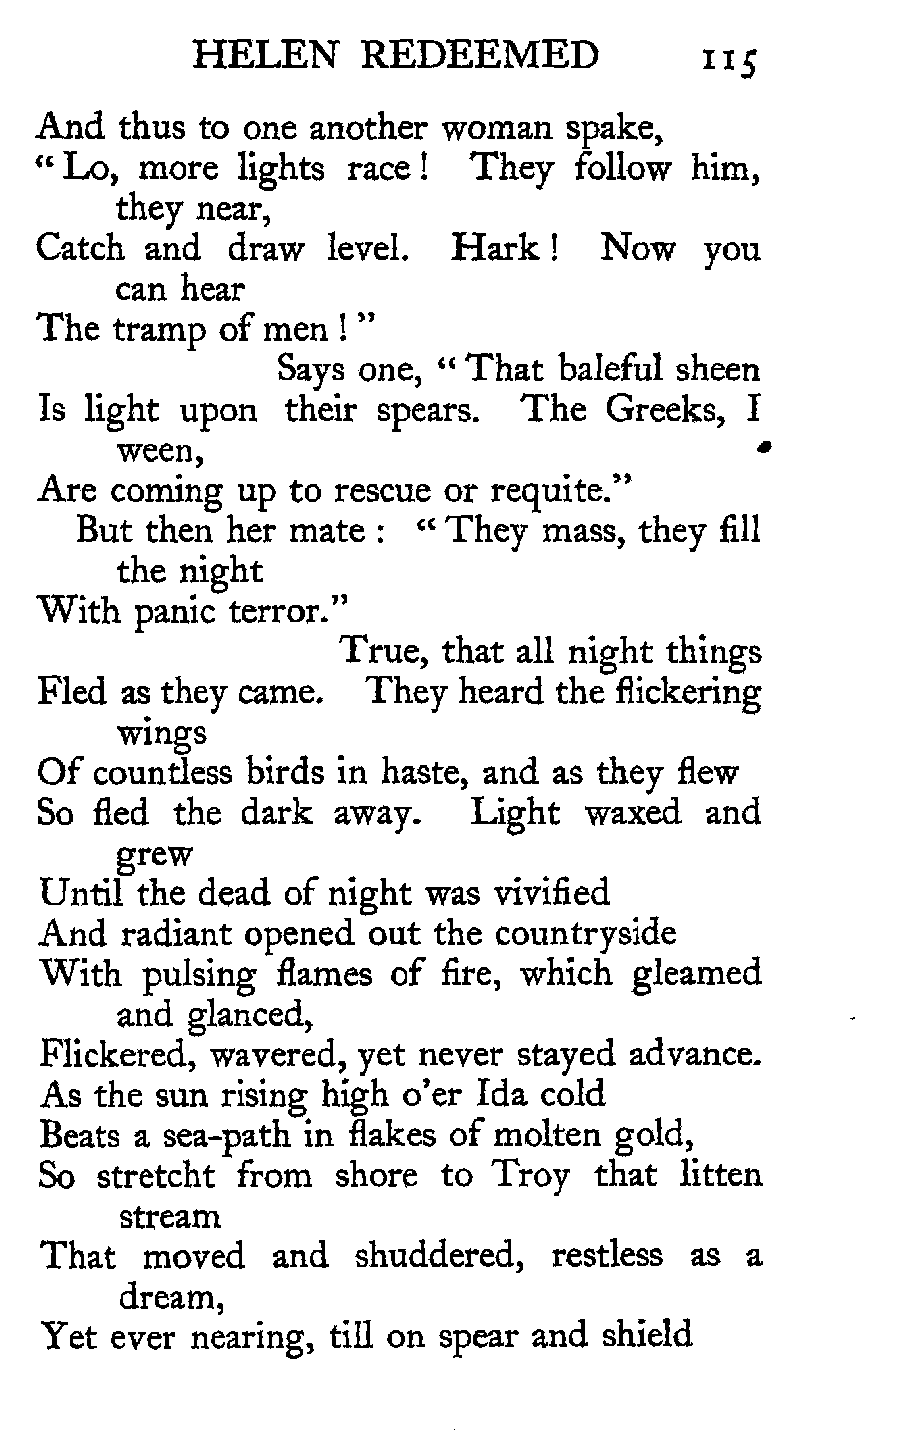 HELEN REDEEMED 115
And thus to one another woman spake,
“ Lo, more lights race ! They follow him,
they near,
Catch and draw level. Hark ! Now you
can hear
The tramp of men ! ”
Says one, “ That baleful sheen
Is light upon their spears. The Greeks, I
ween,
Are coming up to rescue or requite.”
But then her mate : “ They mass, they fill
the night
With panic terror.”
True, that all night things
Fled as they came. They heard the flickering
wings
Of countless birds in haste, and as they flew
So fled the dark away. Light waxed and
grew
Until the dead of night was vivified
And radiant opened out the countryside
With pulsing flames of fire, which gleamed
and glanced,
Flickered, wavered, yet never stayed advance.
As the sun rising high o’er Ida cold
Beats a sea-path in flakes of molten gold,
So stretcht from shore to Troy that litten
stream
That moved and shuddered, restless as a
dream,
Yet ever nearing, till on spear and shield